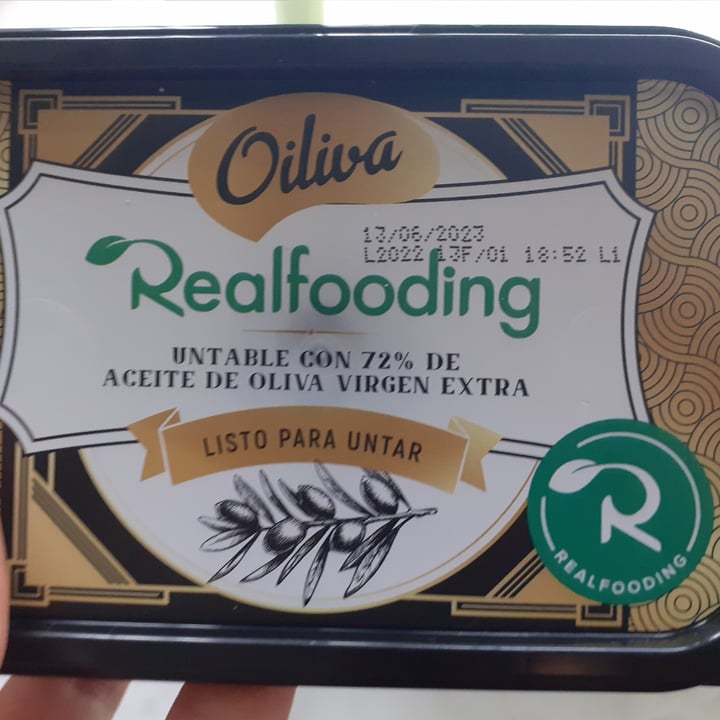 Oiliva
13/06/2023
L2022 13F/01 18:52 L1
Realfooding
UNTABLE CON 72% DE
ACEITE DE OLIVA VIRGEN EXTRA
LISTO PARA UNTAR
R
REALFOODING